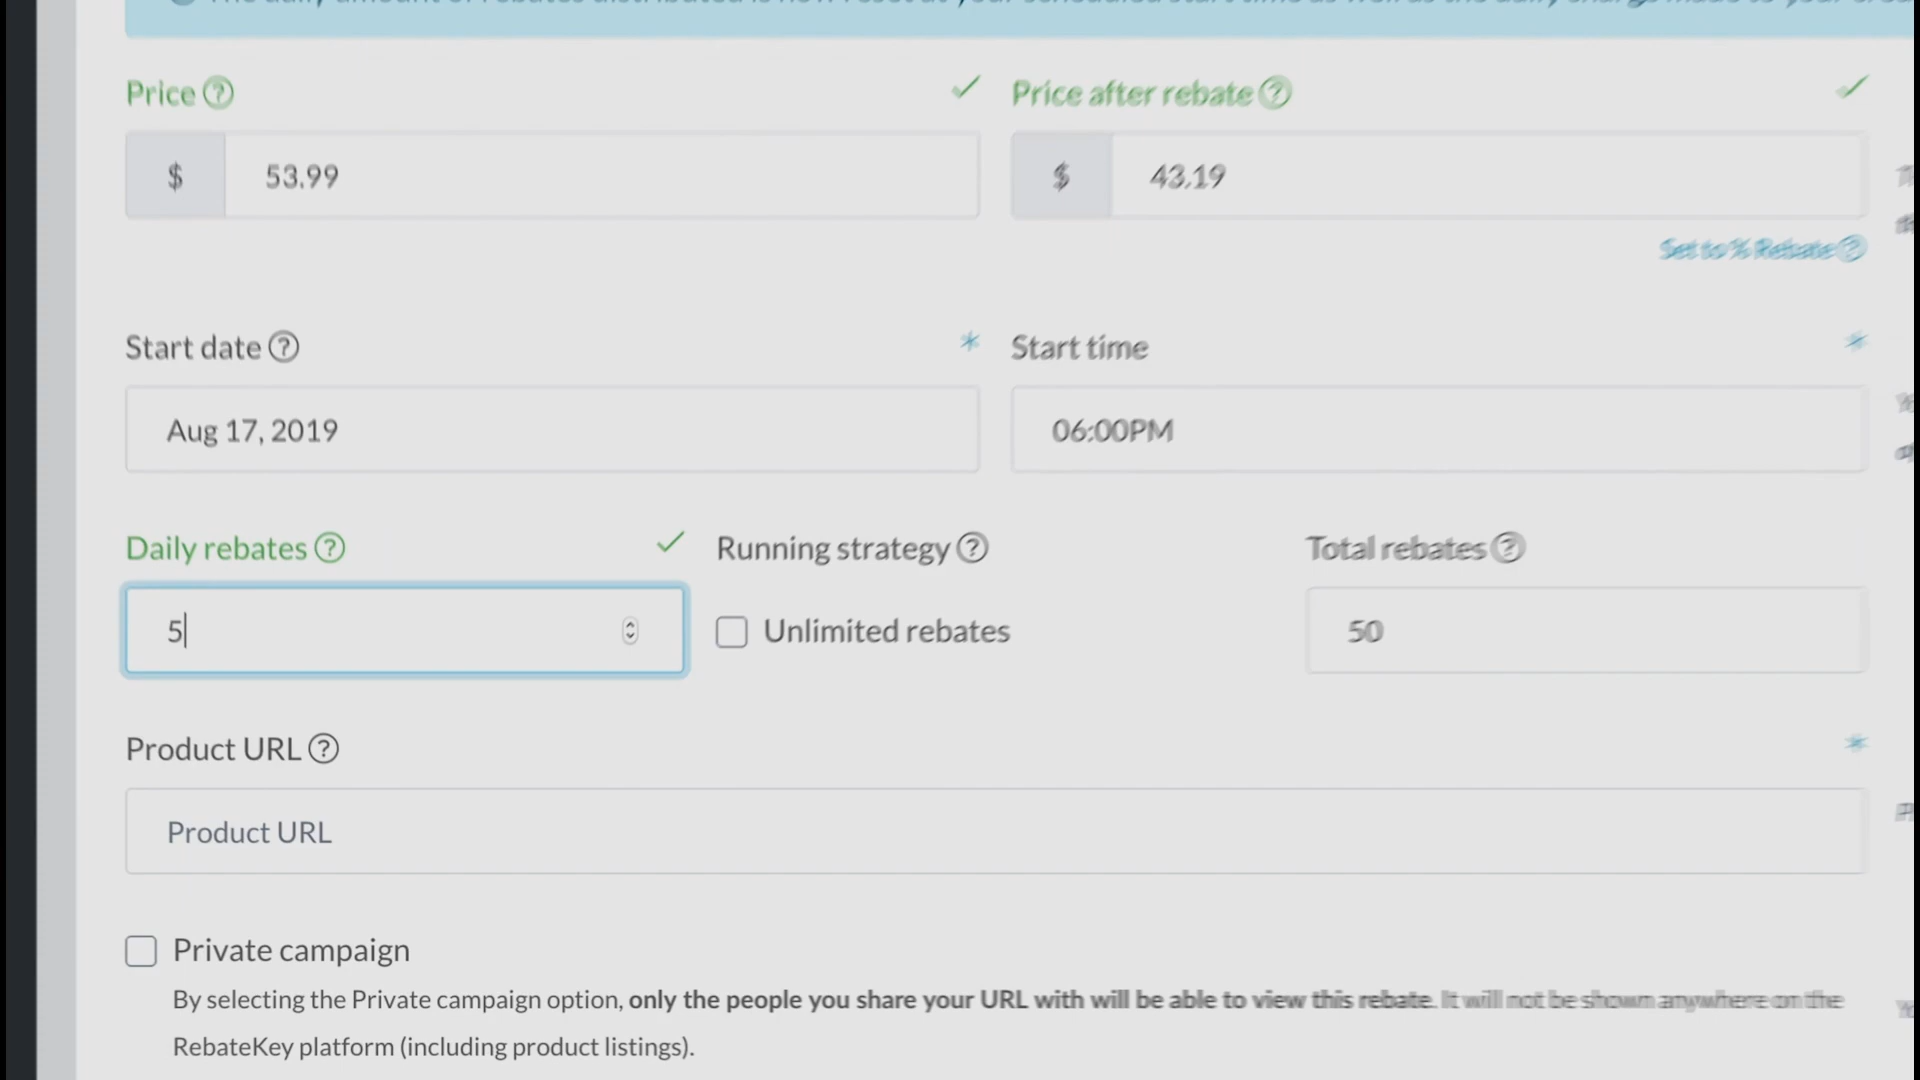 Price
Price after rebate
$ 53.99
$ 43.19
Set to % Rebate
Start date
*
Start time
*
Aug 17, 2019
06:00PM
Daily rebates
Running strategy
Total rebates
5
Unlimited rebates
50
Product URL
*
Product URL
Private campaign
By selecting the Private campaign option, only the people you share your URL with will be able to view this rebate. It will not be shown anywhere on the
RebateKey platform (including product listings).